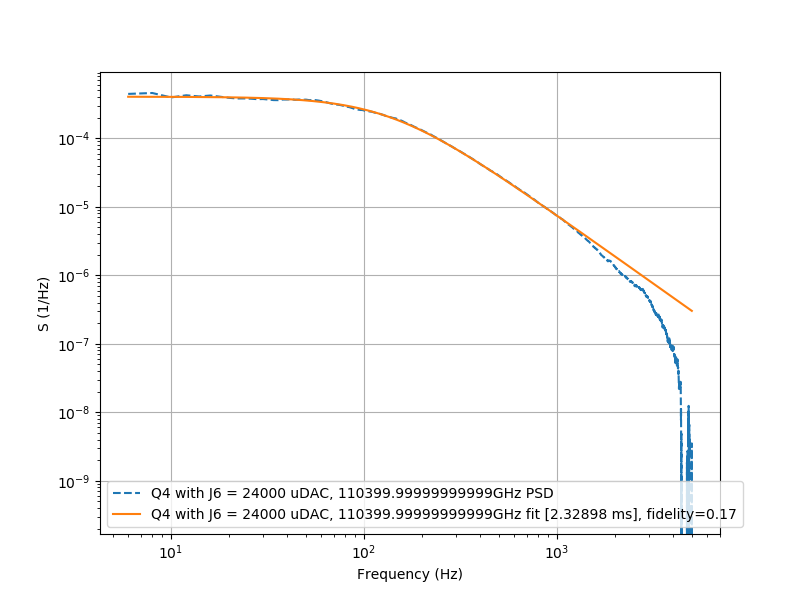 S (1/Hz)
10⁻⁴
10⁻⁵
10⁻⁶
10⁻⁷
10⁻⁸
10⁻⁹
Q4 with J6 = 24000 uDAC, 110399.99999999999GHz PSD
Q4 with J6 = 24000 uDAC, 110399.99999999999GHz fit [2.32898 ms], fidelity=0.17
10¹ 10² 10³
Frequency (Hz)